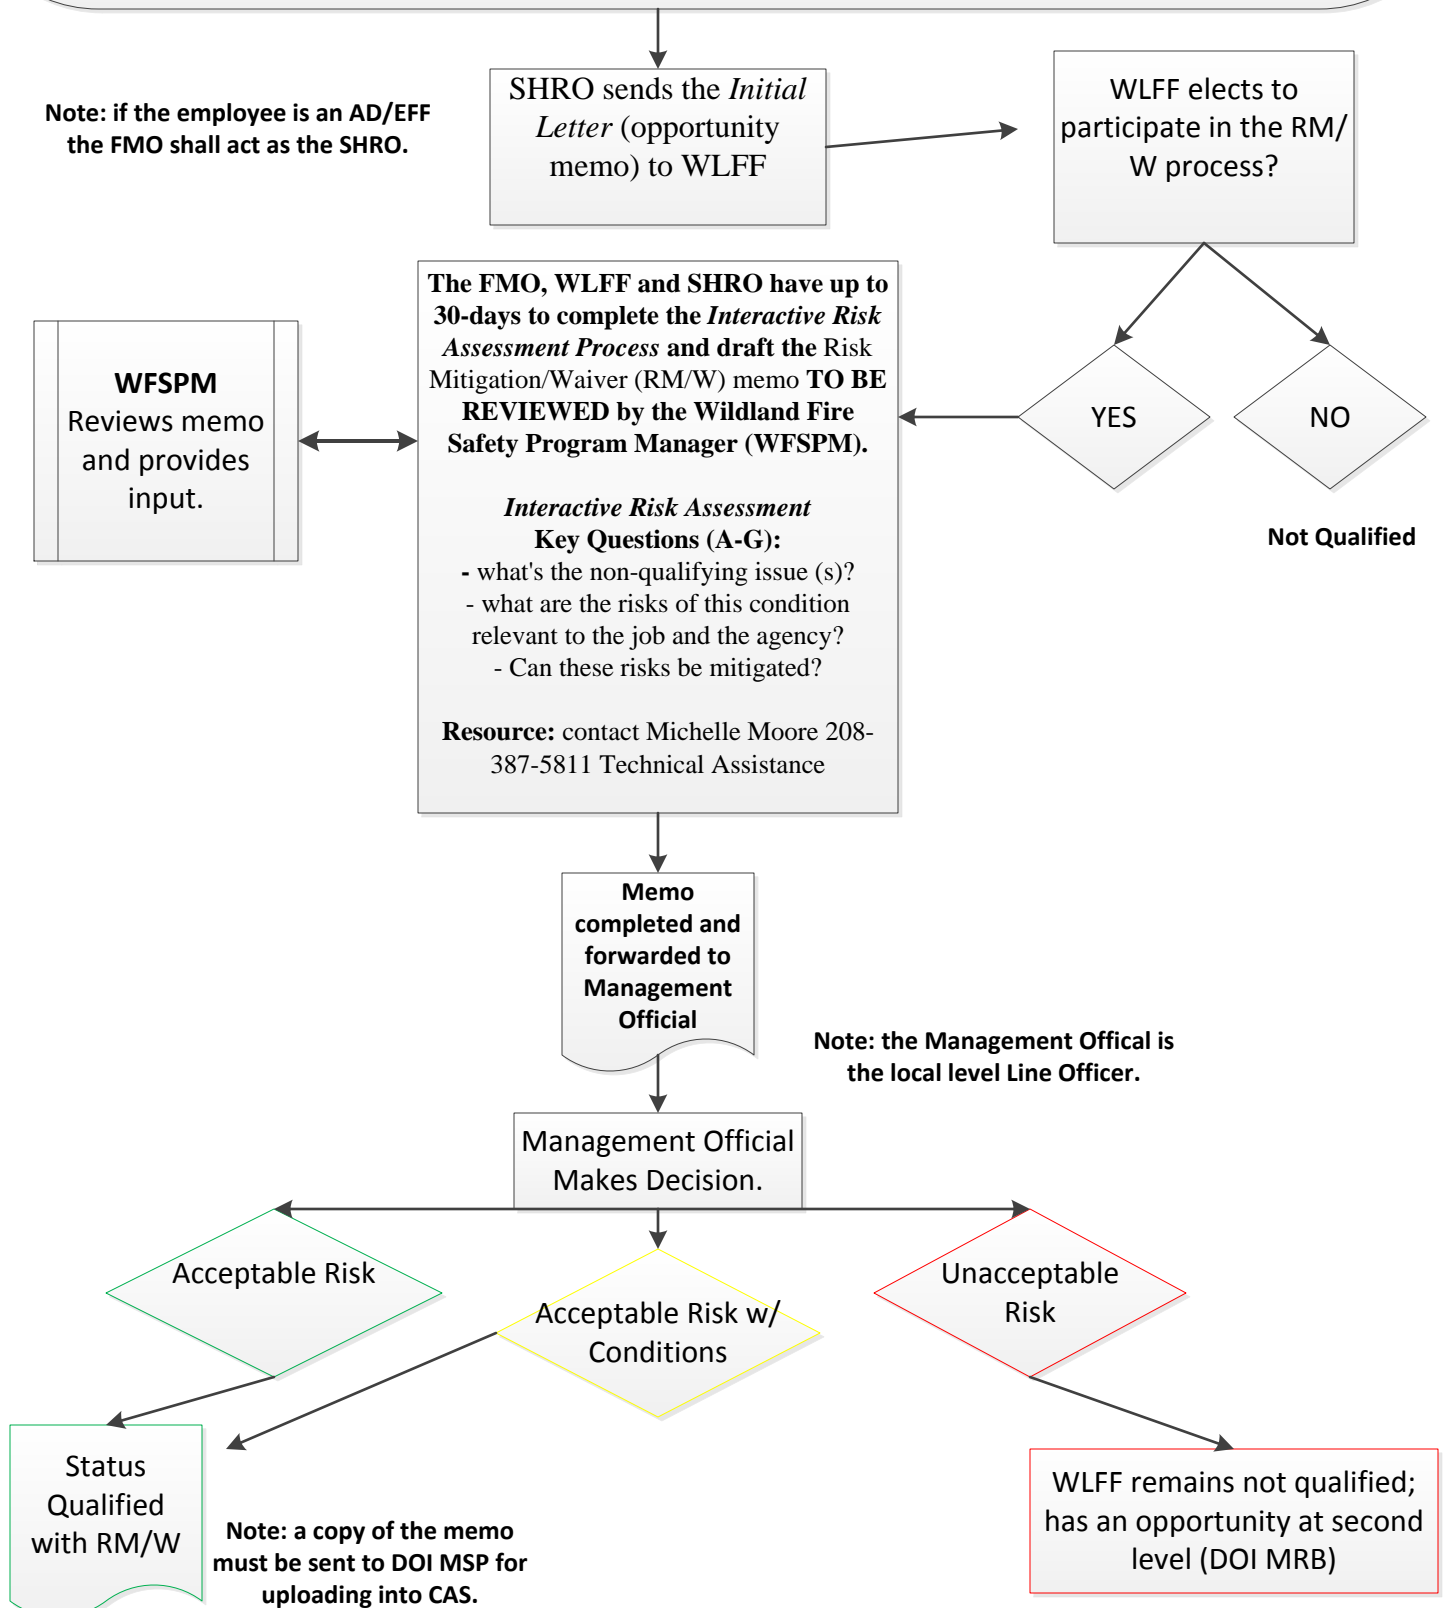 SHRO sends the Initial
Letter (opportunity
memo) to WLFF
Note: if the employee is an AD/EFF
the FMO shall act as the SHRO.
WLFF elects to
participate in the RM/
W process?
The FMO, WLFF and SHRO have up to
30-days to complete the Interactive Risk
Assessment Process and draft the Risk
Mitigation/Waiver (RM/W) memo TO BE
REVIEWED by the Wildland Fire
Safety Program Manager (WFSPM).
Interactive Risk Assessment
Key Questions (A-G):
- what's the non-qualifying issue (s)?
- what are the risks of this condition
relevant to the job and the agency?
- Can these risks be mitigated?
Resource: contact Michelle Moore 208-
387-5811 Technical Assistance
WFSPM
Reviews memo
and provides
input.
YES
NO
Not Qualified
Memo
completed and
forwarded to
Management
Official
Note: the Management Offical is
the local level Line Officer.
Management Official
Makes Decision.
Acceptable Risk
Acceptable Risk w/
Conditions
Unacceptable
Risk
Status
Qualified
with RM/W
Note: a copy of the memo
must be sent to DOI MSP for
uploading into CAS.
WLFF remains not qualified;
has an opportunity at second
level (DOI MRB)